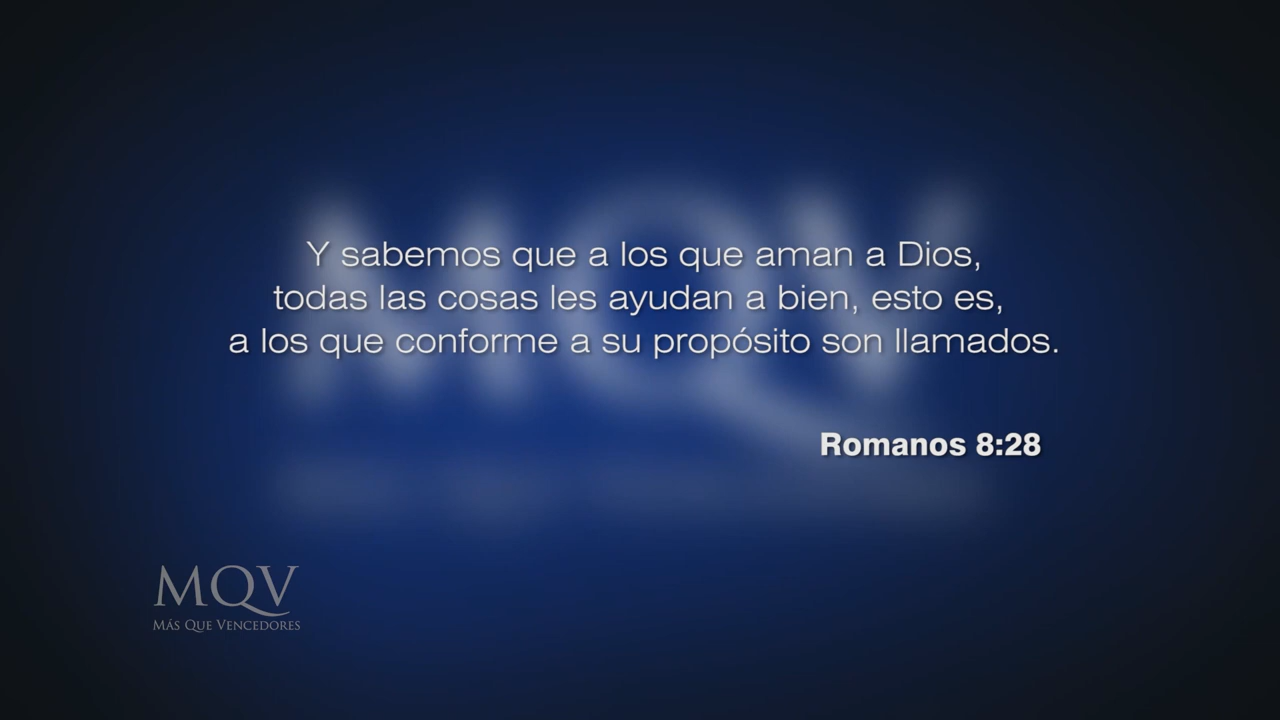 Y sabemos que a los que aman a Dios,
todas las cosas les ayudan a bien, esto es,
a los que conforme a su propósito son llamados.
Romanos 8:28
MQV
MÁS QUE VENCEDORES